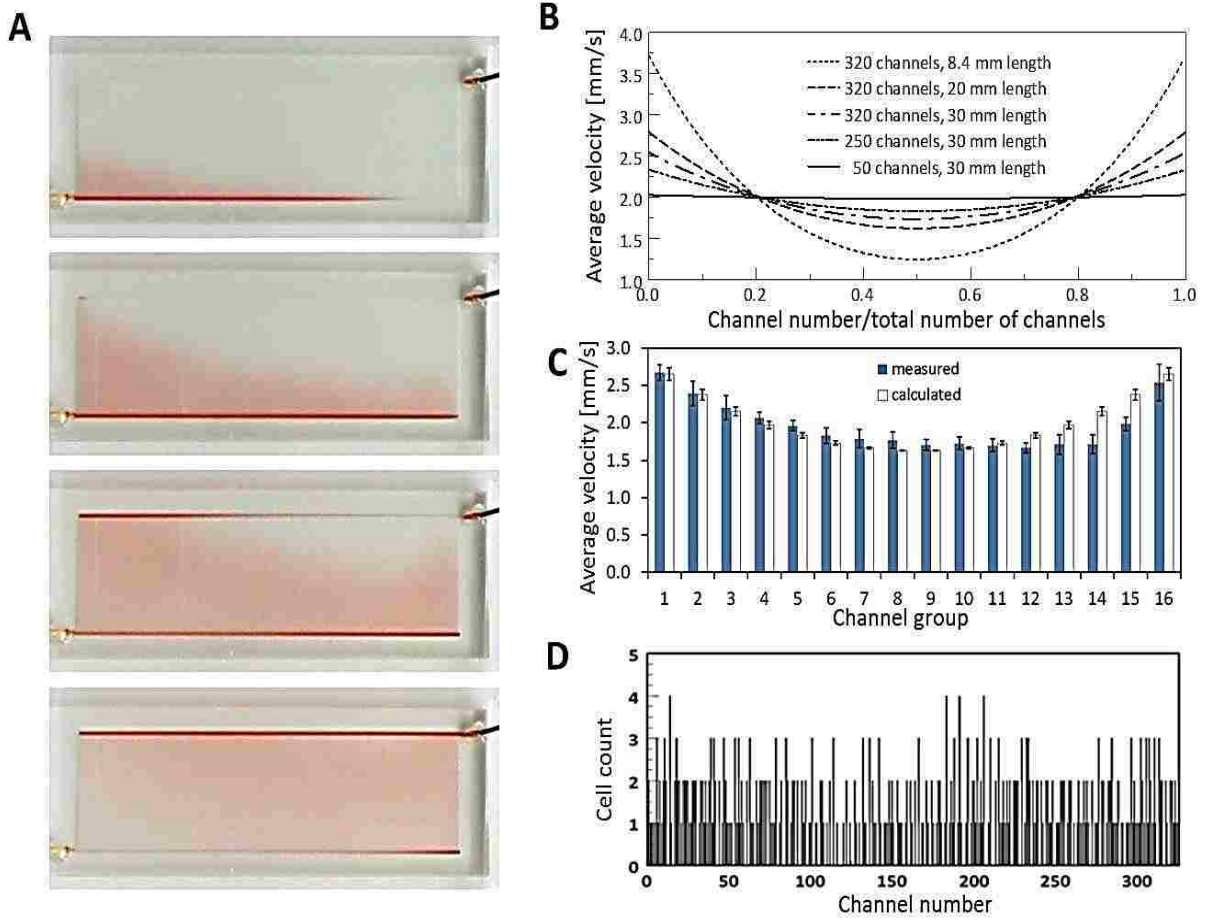 A
B
Average velocity [mm/s]
4.0
3.5
3.0
2.5
2.0
1.5
1.0
320 channels, 8.4 mm length
320 channels, 20 mm length
320 channels, 30 mm length
250 channels, 30 mm length
50 channels, 30 mm length
0.0 0.2 0.4 0.6 0.8 1.0
Channel number/total number of channels
C
Average velocity [mm/s]
3.0
2.5
2.0
1.5
1.0
0.5
0.0
measured
calculated
1 2 3 4 5 6 7 8 9 10 11 12 13 14 15 16
Channel group
D
Cell count
5
4
3
2
1
0
0 50 100 150 200 250 300
Channel number